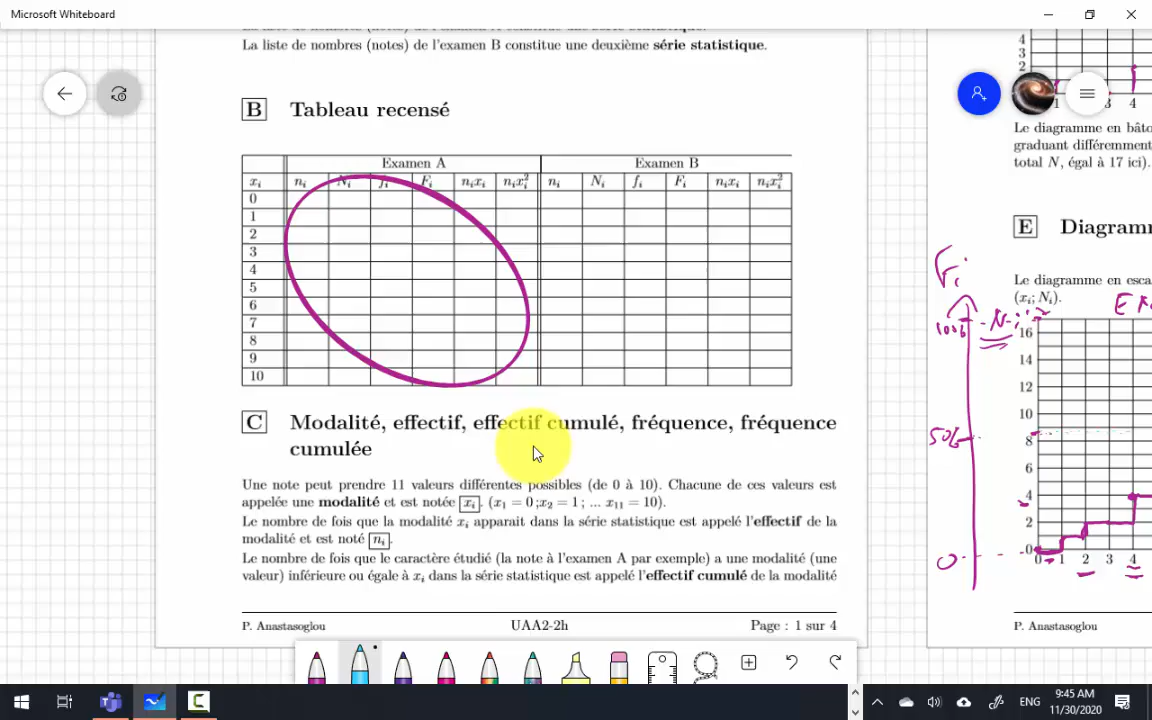 Microsoft Whiteboard
La liste de nombres (notes) de l'examen B constitue une deuxième série statistique.
B Tableau recensé
Examen A Examen B
xi ni Ni fi Fi nixi nixi² ni Ni fi Fi nixi nixi²
0
1
2
3
4
5
6
7
8
9
10
C Modalité, effectif, effectif cumulé, fréquence, fréquence
cumulée
Une note peut prendre 11 valeurs différentes possibles (de 0 à 10). Chacune de ces valeurs est
appelée une modalité et est notée xi. (x1 = 0 ;x2 = 1 ; ... x11 = 10).
Le nombre de fois que la modalité xi apparait dans la série statistique est appelé l'effectif de la
modalité et est noté ni.
Le nombre de fois que le caractère étudié (la note à l'examen A par exemple) a une modalité (une
valeur) inférieure ou égale à xi dans la série statistique est appelé l'effectif cumulé de la modalité
P. Anastasoglou UAA2-2h Page : 1 sur 4
4
3
2
1 3 4
Le diagramme en bâto
graduant différemment
total N, égal à 17 ici).
E Diagramm
Le diagramme en esca
(xi; Ni).
Fi
100%
50%
0
16
14
12
10
8
6
4
2
0
0 1 2 3 4
P. Anastasoglou
ENG
9:45 AM
11/30/2020